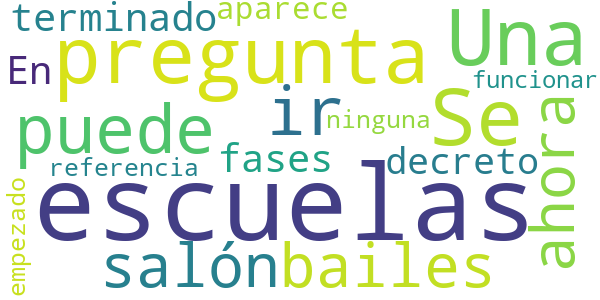 terminado aparece
En pregunta Una
funcionar
puede ir ninguna Se ahora
referencia fases decreto
empezado escuelas
salón bailes